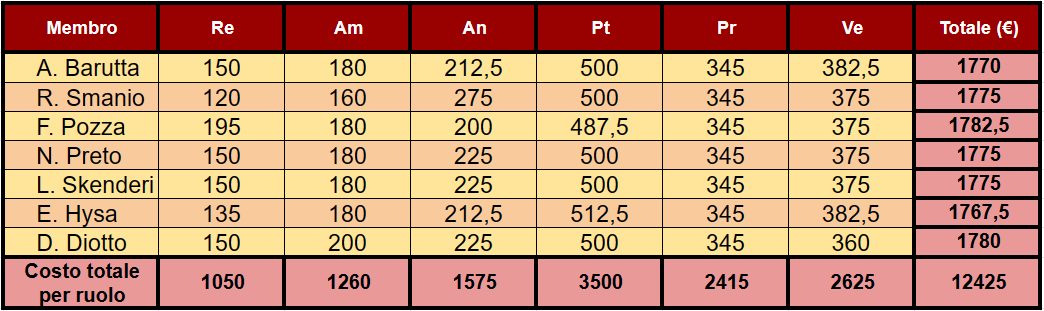 Membro Re Am An Pt Pr Ve Totale (€)
A. Barutta 150 180 212,5 500 345 382,5 1770
R. Smanio 120 160 275 500 345 375 1775
F. Pozza 195 180 200 487,5 345 375 1782,5
N. Preto 150 180 225 500 345 375 1775
L. Skenderi 150 180 225 500 345 375 1775
E. Hysa 135 180 212,5 512,5 345 382,5 1767,5
D. Diotto 150 200 225 500 345 360 1780
Costo totale
per ruolo 1050 1260 1575 3500 2415 2625 12425